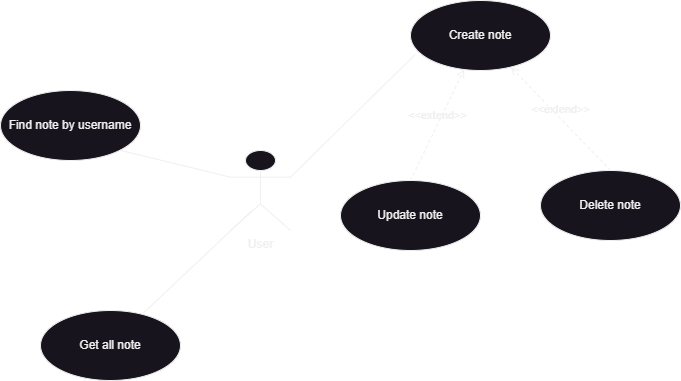 Create note
<<extend>>
<<extend>>
Find note by username
Update note
Delete note
User
Get all note